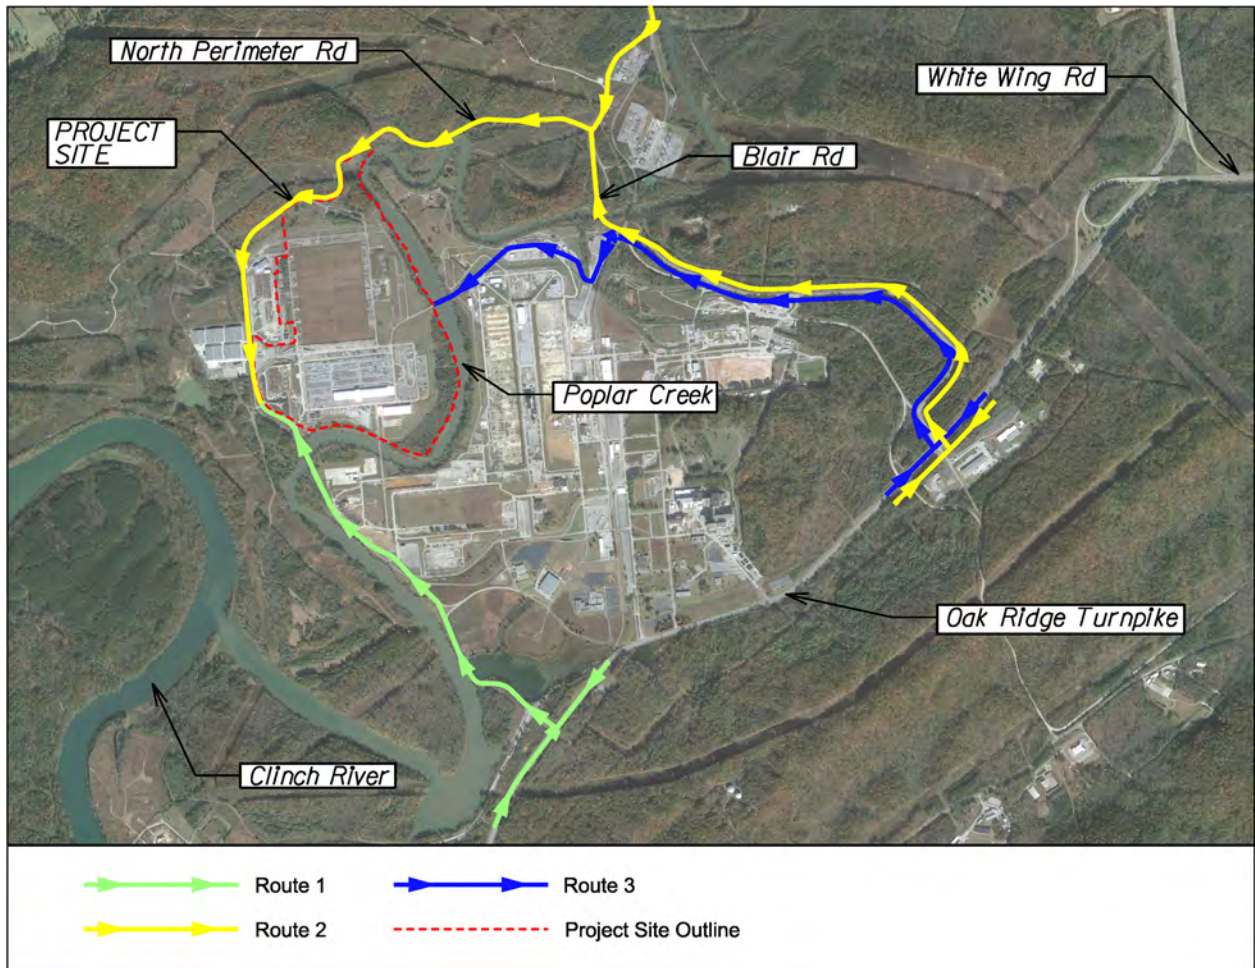 North Perimeter Rd
White Wing Rd
PROJECT
SITE
Blair Rd
Poplar Creek
Oak Ridge Turnpike
Clinch River
Route 1
Route 3
Route 2
Project Site Outline